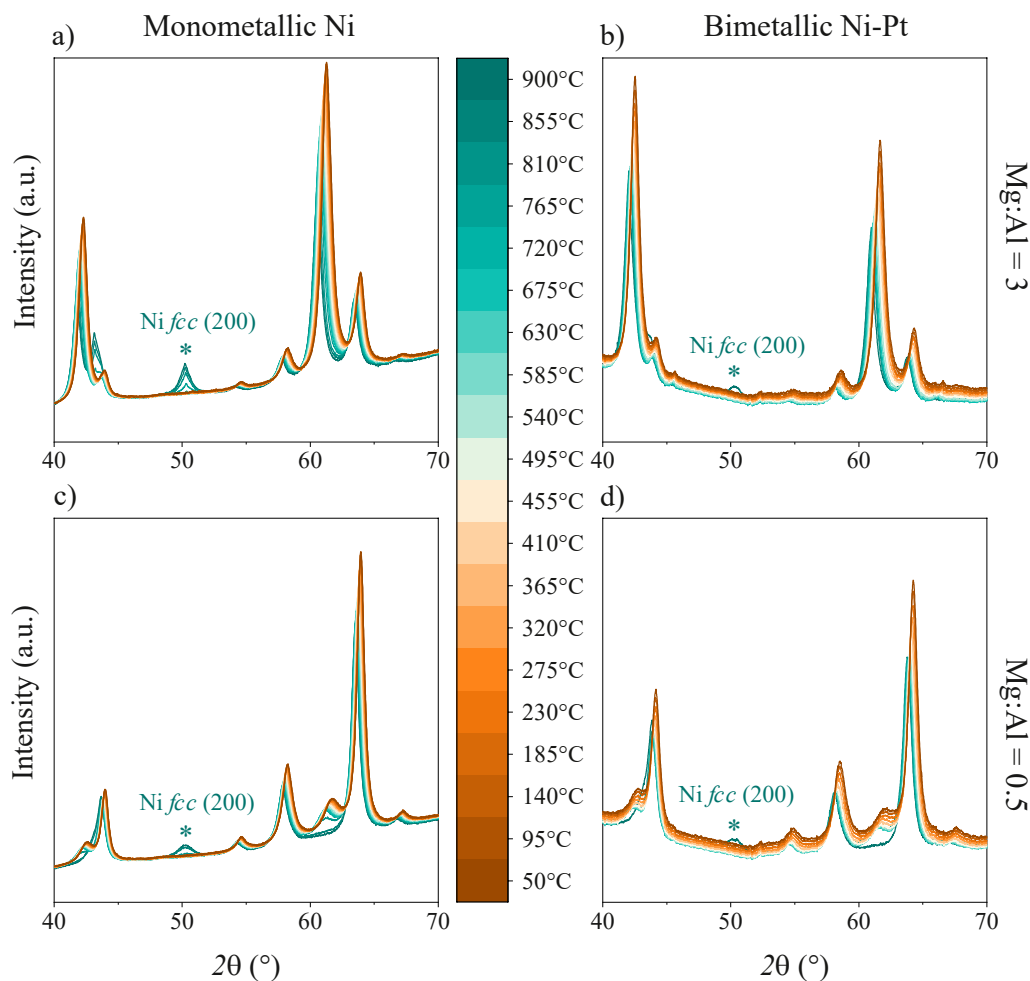 Monometallic Ni
Bimetallic Ni-Pt
a)
b)
Intensity (a.u.)
Ni fcc (200)
*
40 50 60 70
900°C
855°C
810°C
765°C
720°C
675°C
630°C
585°C
540°C
495°C
455°C
410°C
365°C
320°C
275°C
230°C
185°C
140°C
95°C
50°C
Ni fcc (200)
*
40 50 60 70
Mg:Al = 3
c)
d)
Intensity (a.u.)
Ni fcc (200)
*
40 50 60 70
2θ (°)
Ni fcc (200)
*
40 50 60 70
2θ (°)
Mg:Al = 0.5